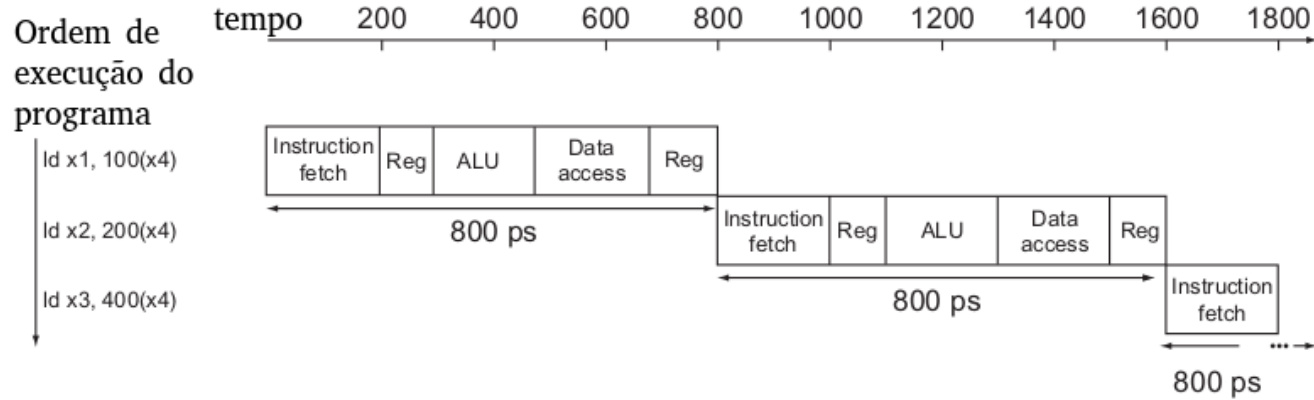 tempo 200 400 600 800 1000 1200 1400 1600 1800
Ordem de
execução do
programa
ld x1, 100(x4)
Instruction
fetch
Reg
ALU
Data
access
Reg
800 ps
ld x2, 200(x4)
Instruction
fetch
Reg
ALU
Data
access
Reg
800 ps
ld x3, 400(x4)
Instruction
fetch
...
800 ps